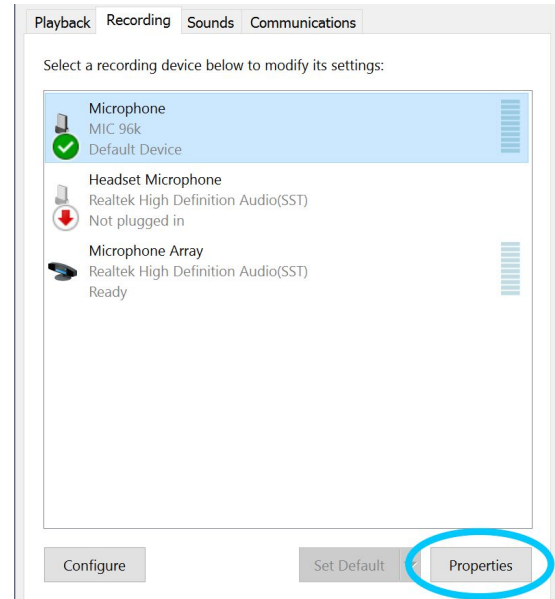 Playback Recording Sounds Communications
Select a recording device below to modify its settings:
Microphone
MIC 96k
Default Device
Headset Microphone
Realtek High Definition Audio(SST)
Not plugged in
Microphone Array
Realtek High Definition Audio(SST)
Ready
Configure Set Default Properties